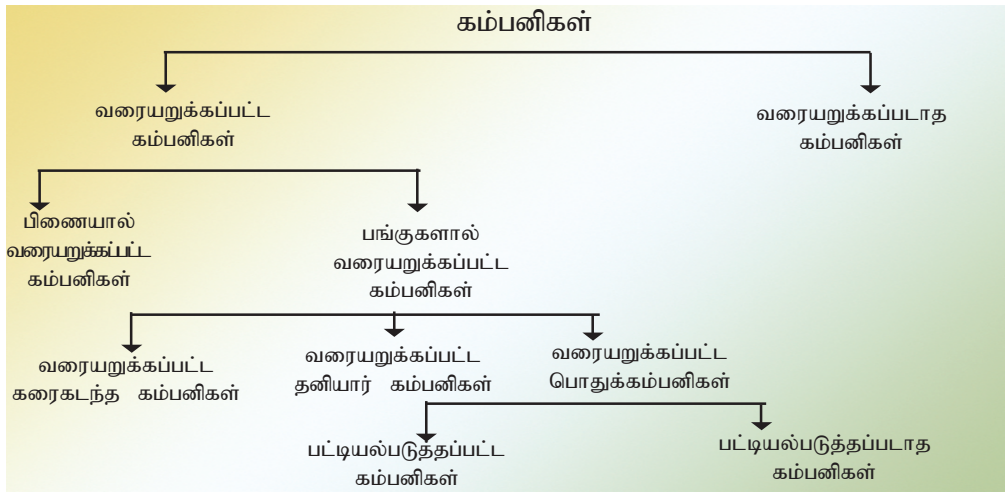 கம்பனிகள்
வரையறுக்கப்பட்ட
கம்பனிகள்
வரையறுக்கப்படாத
கம்பனிகள்
பிணையால்
வரையறுக்கப்பட்ட
கம்பனிகள்
பங்குகளால்
வரையறுக்கப்பட்ட
கம்பனிகள்
வரையறுக்கப்பட்ட
கரைகடந்த கம்பனிகள்
வரையறுக்கப்பட்ட
தனியார் கம்பனிகள்
வரையறுக்கப்பட்ட
பொதுக்கம்பனிகள்
பட்டியல்படுத்தப்பட்ட
கம்பனிகள்
பட்டியல்படுத்தப்படாத
கம்பனிகள்